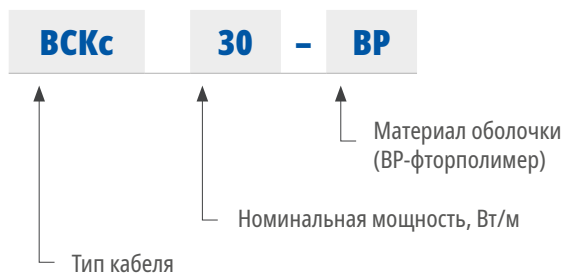 ВСКс 30 – ВР
Материал оболочки
(ВР-фторполимер)
Номинальная мощность, Вт/м
Тип кабеля